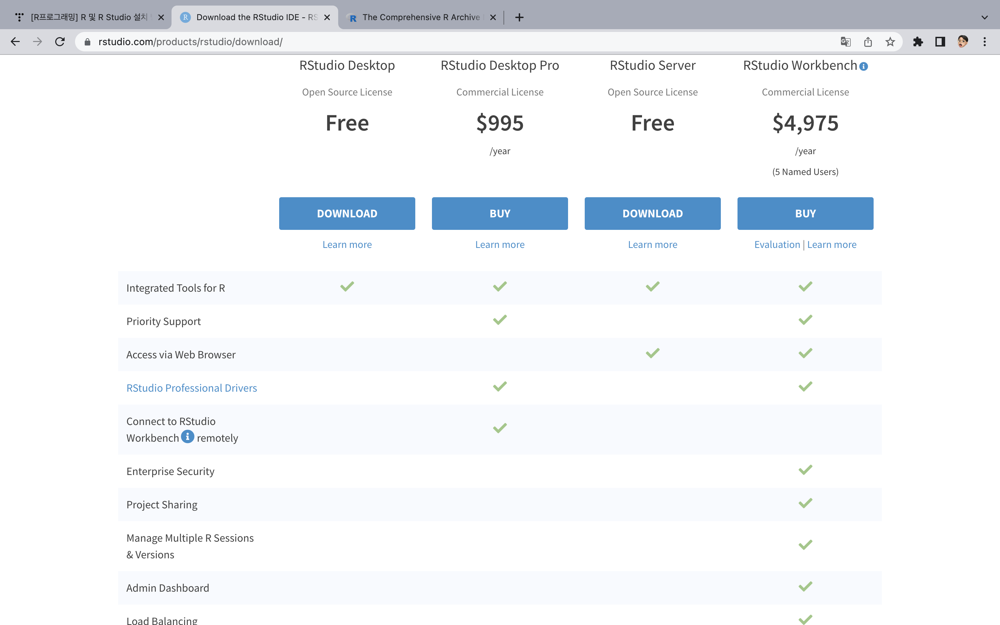 [R프로그래밍] R 및 R Studio 설치
Download the RStudio IDE - RS
The Comprehensive R Archive
rstudio.com/products/rstudio/download/
RStudio Desktop RStudio Desktop Pro RStudio Server RStudio Workbench
Open Source License Commercial License Open Source License Commercial License
Free $995 Free $4,975
/year /year
(5 Named Users)
DOWNLOAD BUY DOWNLOAD BUY
Learn more Learn more Learn more Evaluation | Learn more
Integrated Tools for R
Priority Support
Access via Web Browser
RStudio Professional Drivers
Connect to RStudio
Workbench remotely
Enterprise Security
Project Sharing
Manage Multiple R Sessions
& Versions
Admin Dashboard
Load Balancing